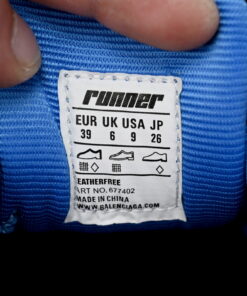 runner
EUR UK USA JP
39 6 9 26
LEATHERFREE
ART NO. 677402
MADE IN CHINA
WWW.BALENCIAGA.COM